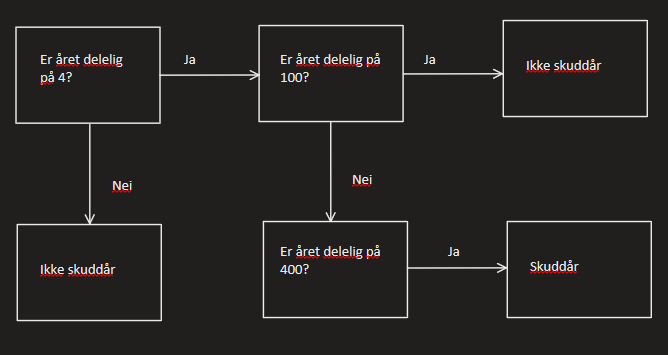 Er året delelig
på 4?
Ja
Er året delelig på
100?
Ja
Ikke skuddår
Nei
Nei
Ikke skuddår
Er året delelig på
400?
Ja
Skuddår